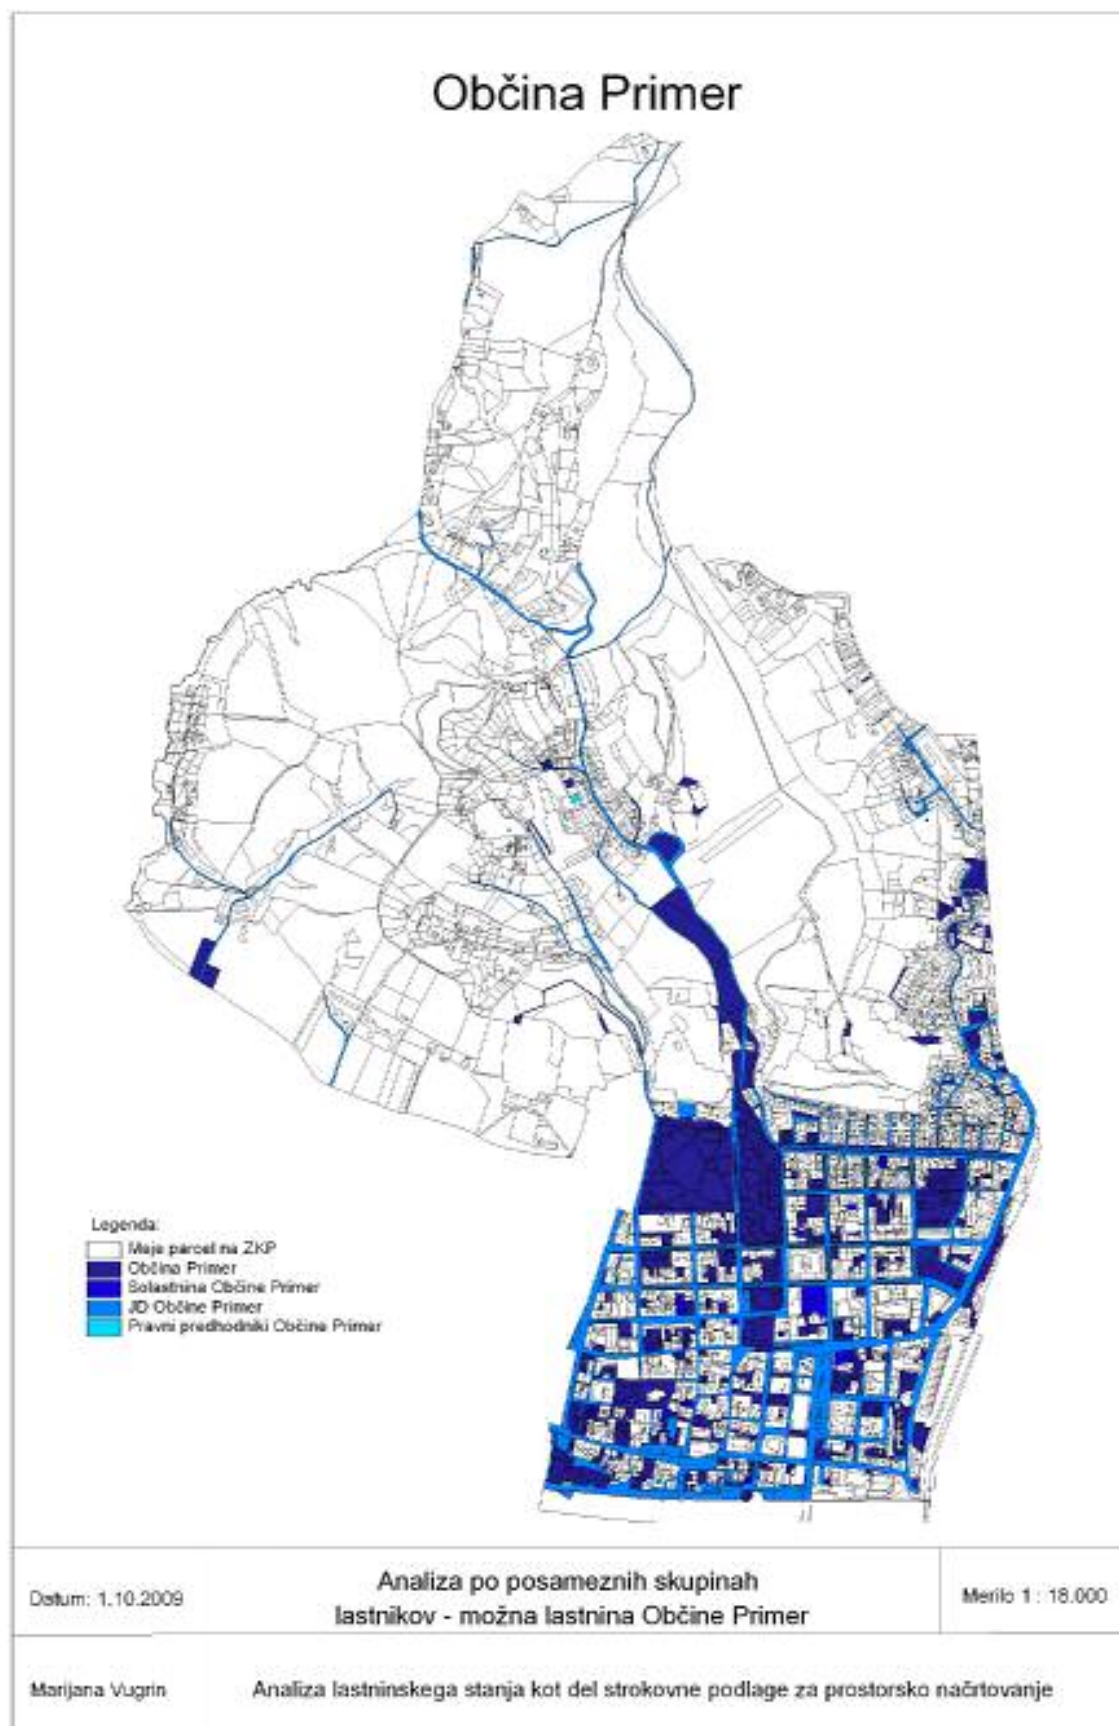 Občina Primer
Legenda:
Meje parcel na ZKP
Občina Primer
Solastnina Občine Primer
JD Občine Primer
Pravni predhodniki Občine Primer
Datum: 1.10.2009
Analiza po posameznih skupinah
lastnikov - možna lastnina Občine Primer
Merilo 1 : 18.000
Marijana Vugrin
Analiza lastninskega stanja kot del strokovne podlage za prostorsko načrtovanje